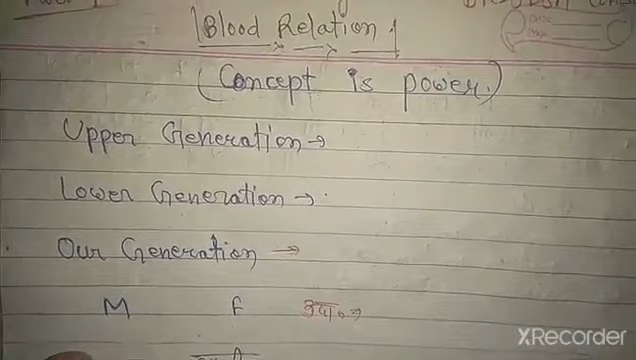 Blood Relation
(Concept is power.)
Upper Generation →
Lower Generation →
Our Generation →
M F
A
XRecorder